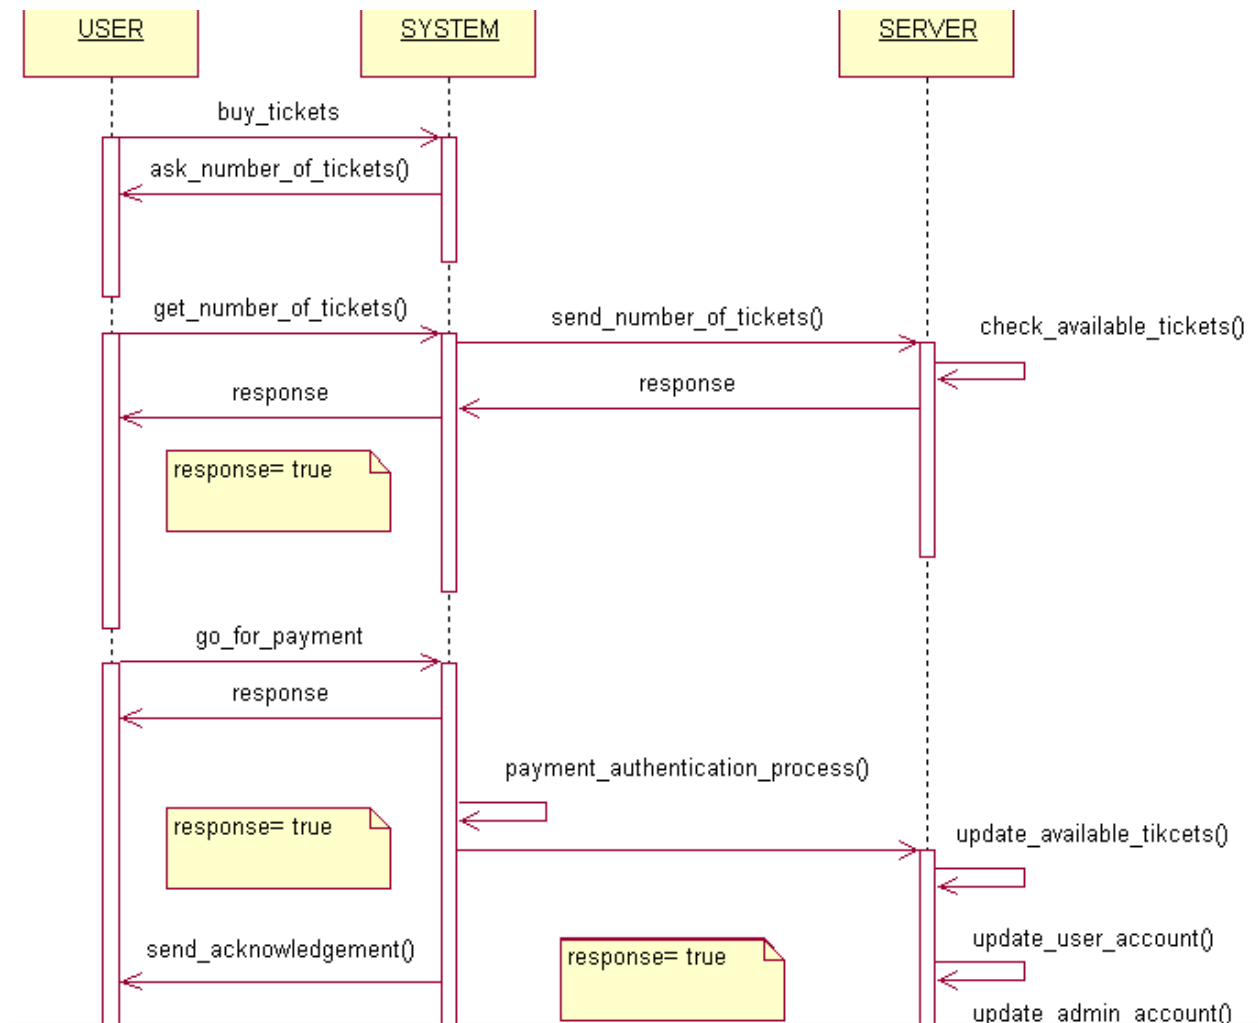 USER
SYSTEM
SERVER
buy_tickets
ask_number_of_tickets()
get_number_of_tickets()
send_number_of_tickets()
check_available_tickets()
response
response
response= true
go_for_payment
response
payment_authentication_process()
response= true
update_available_tikcets()
send_acknowledgement()
response= true
update_user_account()
update_admin_account()